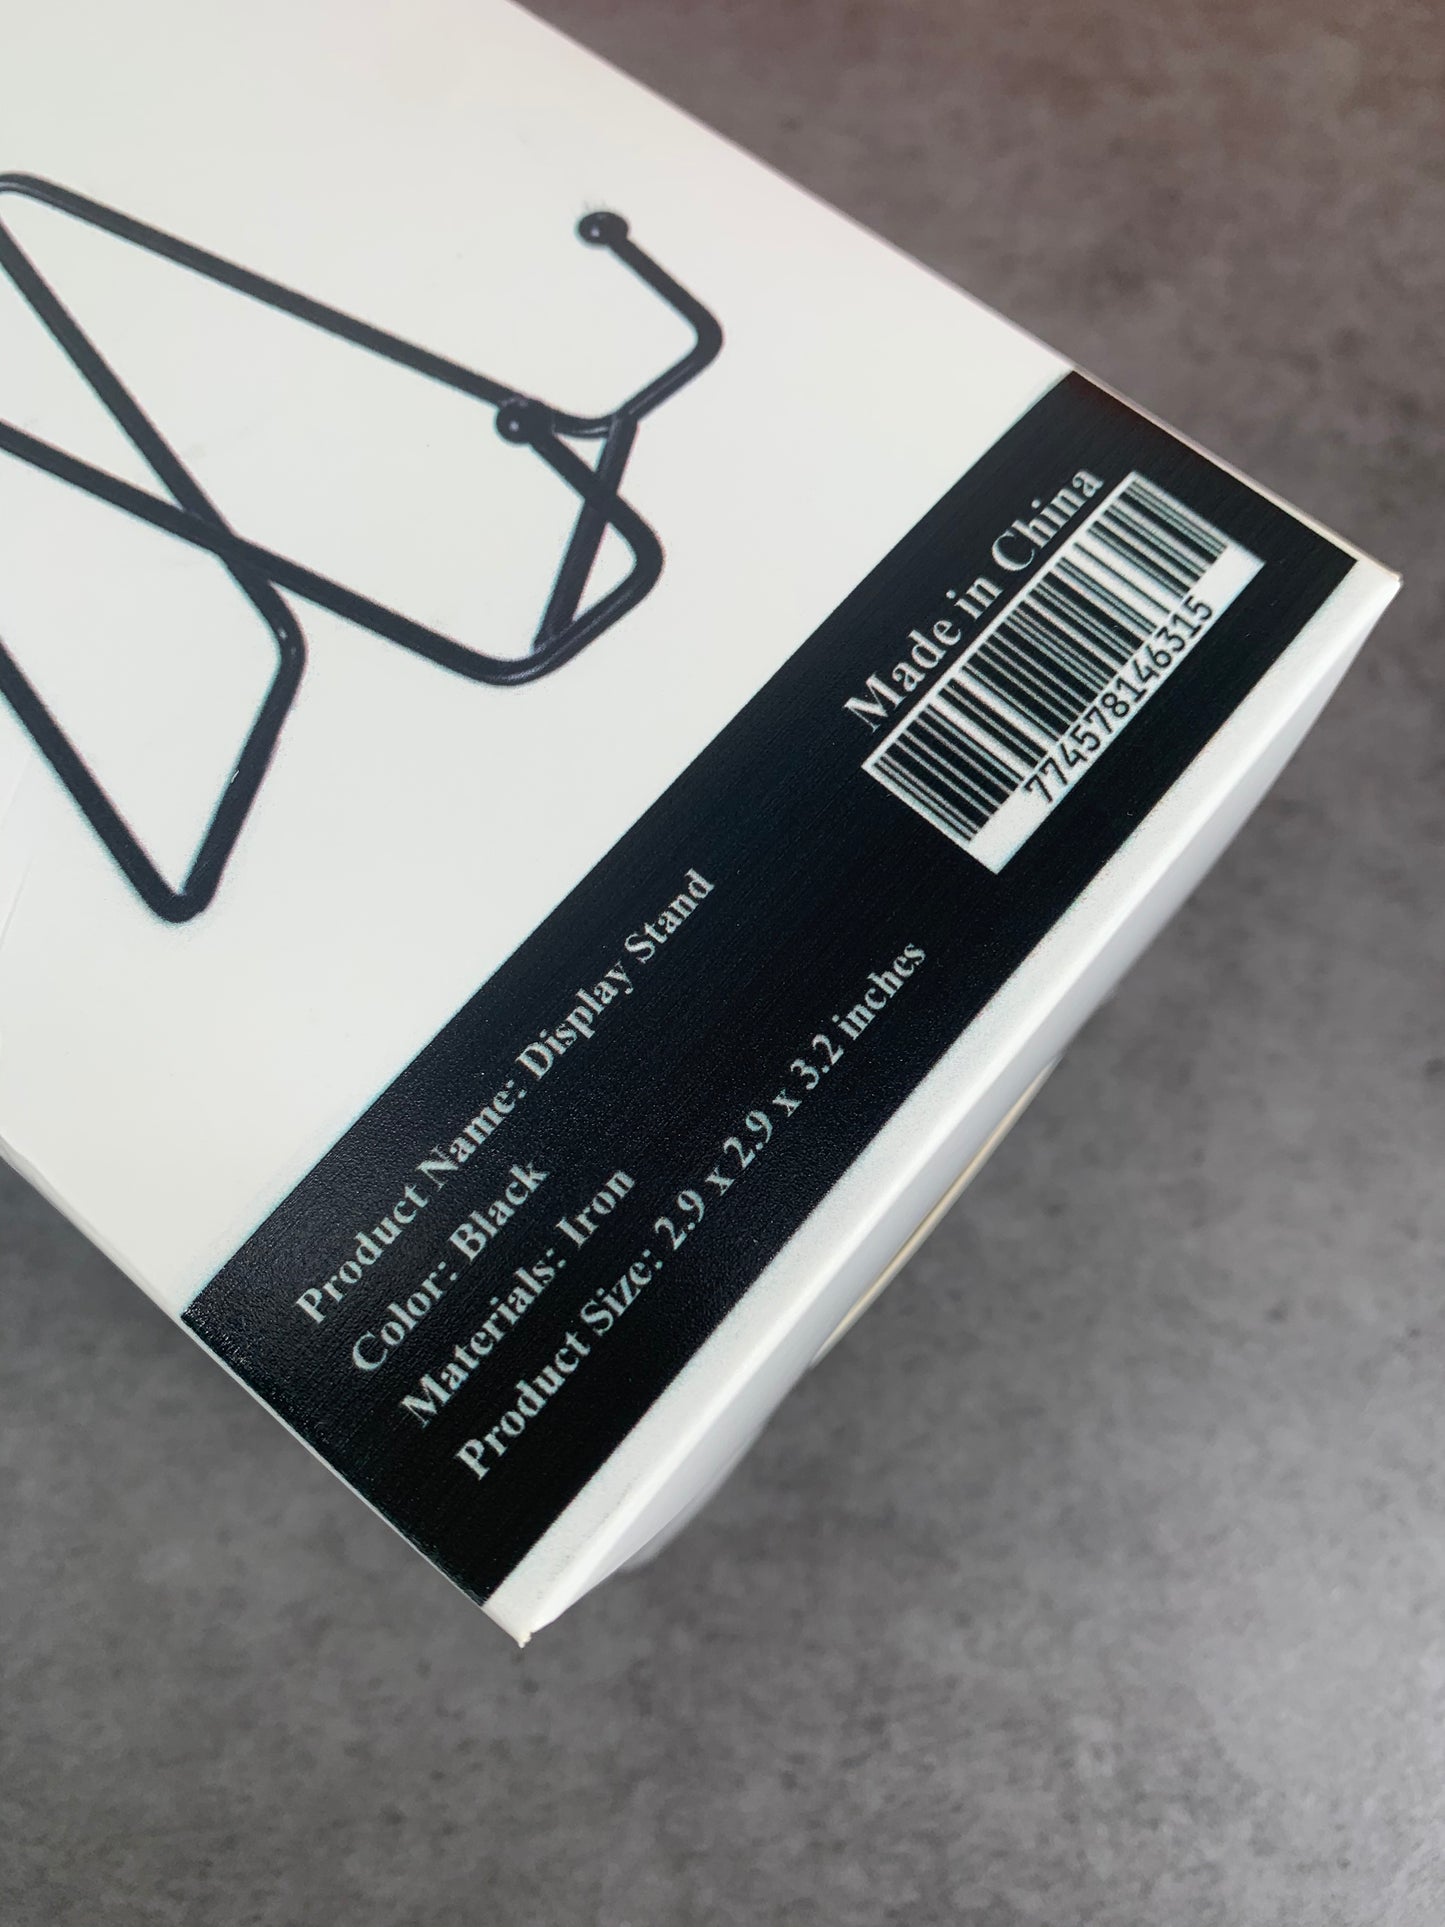 Product Name: Display Stand
Color: Black
Materials: Iron
Product Size: 2.9 x 2.9 x 3.2 inches
Made in China
7745778146315